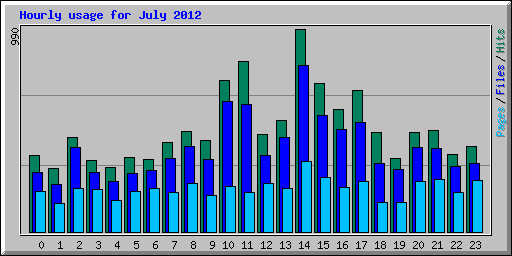 Hourly usage for July 2012
990
Pages / Files / Hits
0 1 2 3 4 5 6 7 8 9 10 11 12 13 14 15 16 17 18 19 20 21 22 23